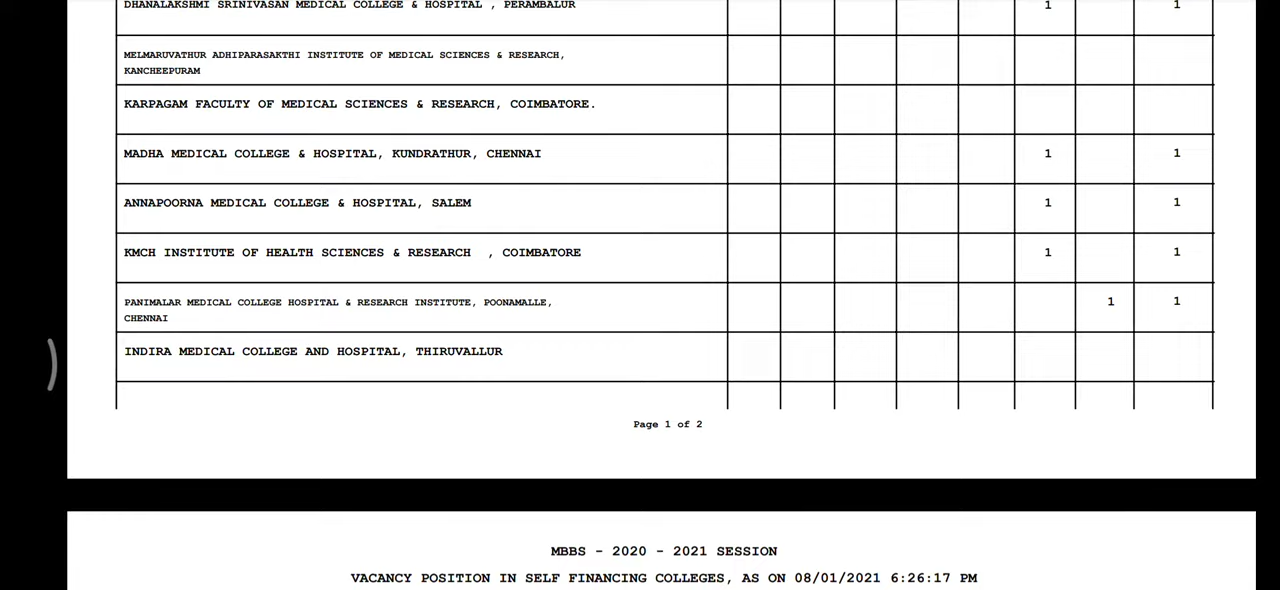 DHANALAKSHMI SRINIVASAN MEDICAL COLLEGE & HOSPITAL , PERAMBALUR 1 1
MELMARUVATHUR ADHIPARASAKTHI INSTITUTE OF MEDICAL SCIENCES & RESEARCH,
KANCHEEPURAM
KARPAGAM FACULTY OF MEDICAL SCIENCES & RESEARCH, COIMBATORE.
MADHA MEDICAL COLLEGE & HOSPITAL, KUNDRATHUR, CHENNAI 1 1
ANNAPOORNA MEDICAL COLLEGE & HOSPITAL, SALEM 1 1
KMCH INSTITUTE OF HEALTH SCIENCES & RESEARCH , COIMBATORE 1 1
PANIMALAR MEDICAL COLLEGE HOSPITAL & RESEARCH INSTITUTE, POONAMALLE, 1 1
CHENNAI
INDIRA MEDICAL COLLEGE AND HOSPITAL, THIRUVALLUR
Page 1 of 2
MBBS - 2020 - 2021 SESSION
VACANCY POSITION IN SELF FINANCING COLLEGES, AS ON 08/01/2021 6:26:17 PM